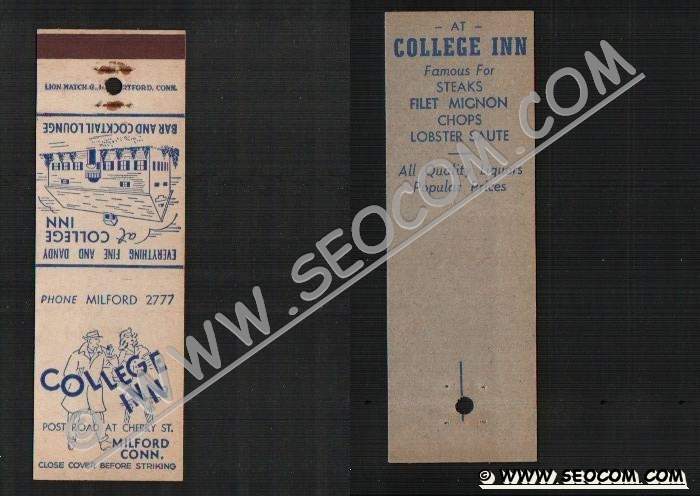 LION MATCH
HARTFORD, CONN.
BAR AND COCKTAIL LOUNGE
at COLLEGE
INN
EVERYTHING FINE AND DANDY
PHONE MILFORD 2777
COLLEGE
INN
POST ROAD AT CHERRY ST.
MILFORD
CONN.
CLOSE COVER BEFORE STRIKING
- AT -
COLLEGE INN
Famous For
STEAKS
FILET MIGNON
CHOPS
LOBSTER SAUTE
All Quality Liquors
Popular Prices
© WWW.SEOCOM.COM
© WWW.SEOCOM.COM